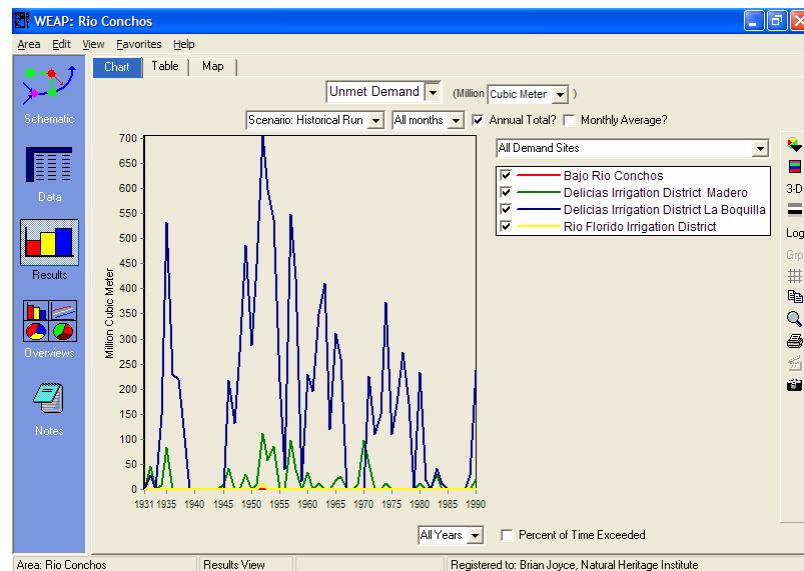 WEAP: Rio Conchos
Area Edit View Favorites Help
Chart Table Map
Unmet Demand (Million Cubic Meter )
Scenario: Historical Run All months Annual Total? Monthly Average?
All Demand Sites
Bajo Rio Conchos
Delicias Irrigation District Madero
Delicias Irrigation District La Boquilla
Rio Florido Irrigation District
Schematic
Data
Results
Overviews
Notes
3-D
Log
Grp
Million Cubic Meter
700
650
600
550
500
450
400
350
300
250
200
150
100
50
0
1931 1935 1940 1945 1950 1955 1960 1965 1970 1975 1980 1985 1990
All Years Percent of Time Exceeded
Area: Rio Conchos Results View Registered to: Brian Joyce, Natural Heritage Institute